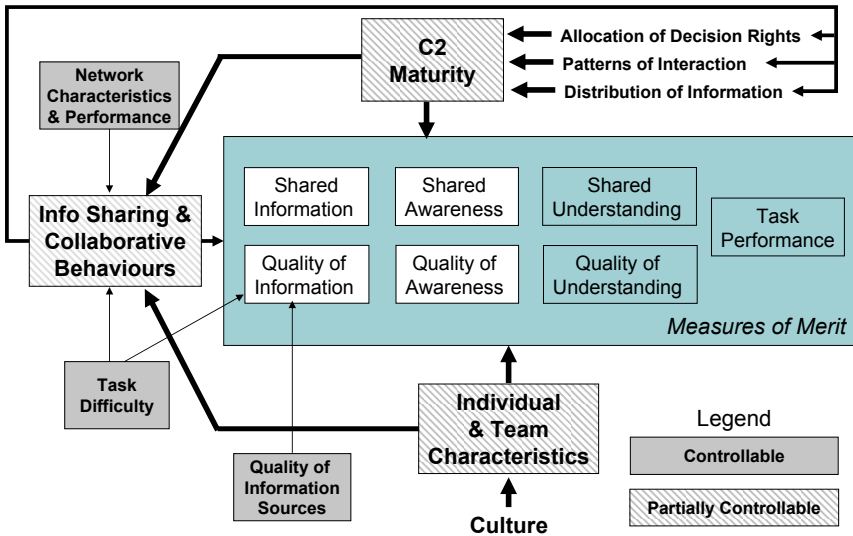 C2
Maturity
Allocation of Decision Rights
Patterns of Interaction
Distribution of Information
Network
Characteristics
& Performance
Info Sharing &
Collaborative
Behaviours
Shared
Information
Shared
Awareness
Shared
Understanding
Task
Performance
Quality of
Information
Quality of
Awareness
Quality of
Understanding
Measures of Merit
Task
Difficulty
Quality of
Information
Sources
Individual
& Team
Characteristics
Culture
Legend
Controllable
Partially Controllable